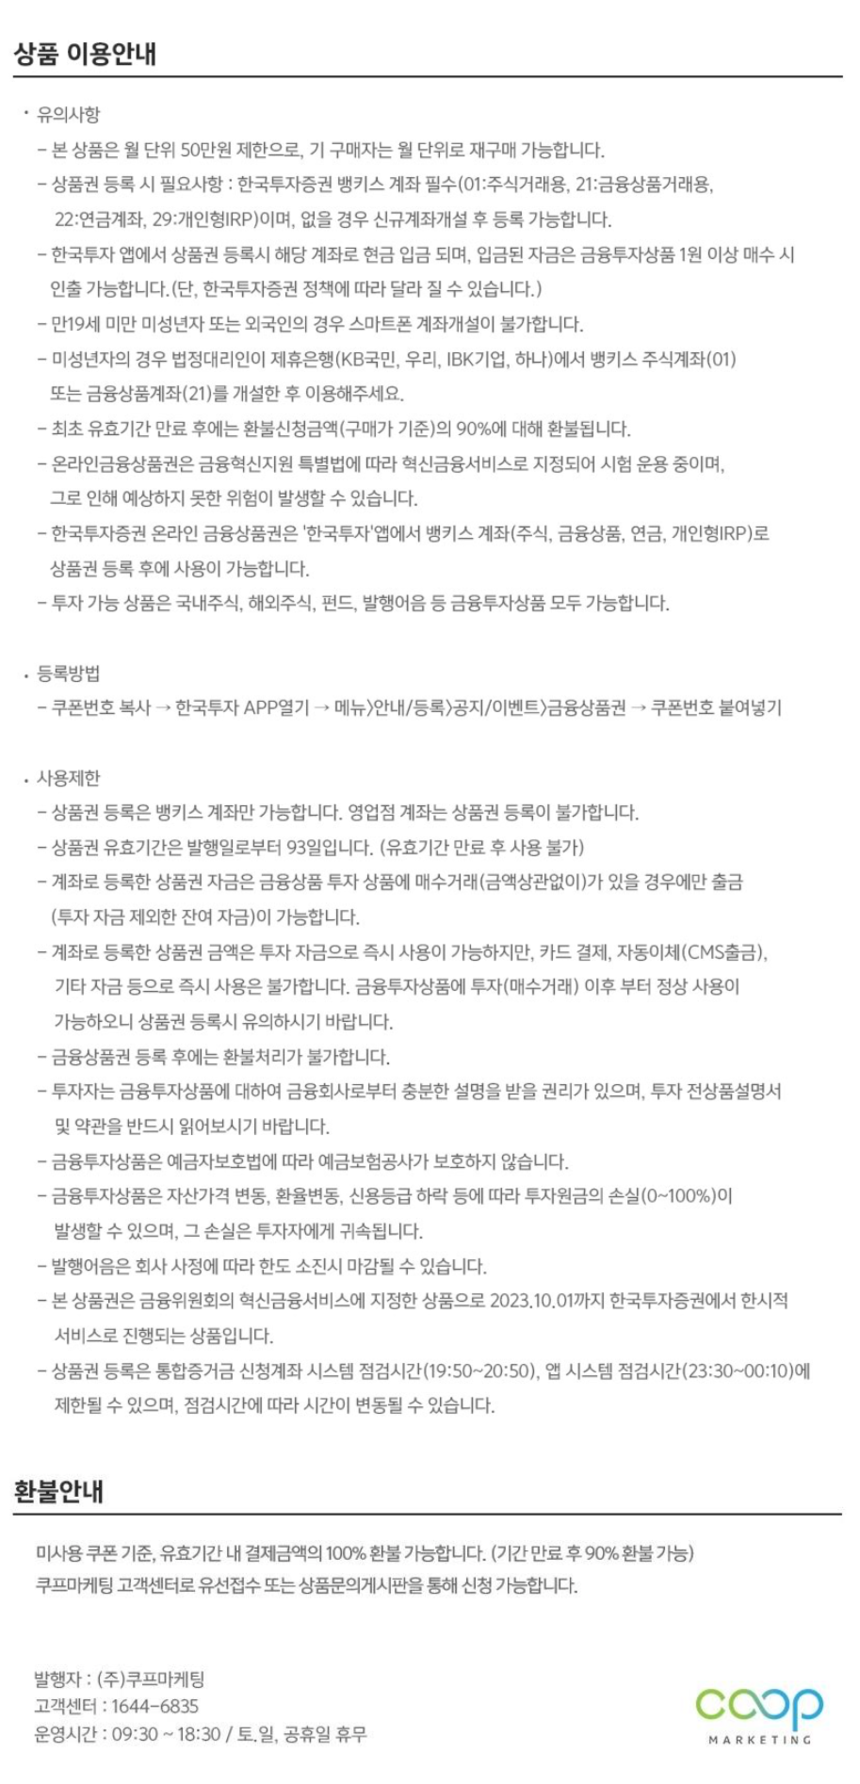 상품 이용안내
· 유의사항
- 본 상품은 월 단위 50만원 제한으로, 기 구매자는 월 단위로 재구매 가능합니다.
- 상품권 등록 시 필요사항 : 한국투자증권 뱅키스 계좌 필수(01:주식거래용, 21:금융상품거래용,
22:연금계좌, 29:개인형IRP)이며, 없을 경우 신규계좌개설 후 등록 가능합니다.
- 한국투자 앱에서 상품권 등록시 해당 계좌로 현금 입금 되며, 입금된 자금은 금융투자상품 1원 이상 매수 시
인출 가능합니다.(단, 한국투자증권 정책에 따라 달라 질 수 있습니다.)
- 만19세 미만 미성년자 또는 외국인의 경우 스마트폰 계좌개설이 불가합니다.
- 미성년자의 경우 법정대리인이 제휴은행(KB국민, 우리, IBK기업, 하나)에서 뱅키스 주식계좌(01)
또는 금융상품계좌(21)를 개설한 후 이용해주세요.
- 최초 유효기간 만료 후에는 환불신청금액(구매가 기준)의 90%에 대해 환불됩니다.
- 온라인금융상품권은 금융혁신지원 특별법에 따라 혁신금융서비스로 지정되어 시험 운용 중이며,
그로 인해 예상하지 못한 위험이 발생할 수 있습니다.
- 한국투자증권 온라인 금융상품권은 '한국투자'앱에서 뱅키스 계좌(주식, 금융상품, 연금, 개인형IRP)로
상품권 등록 후에 사용이 가능합니다.
- 투자 가능 상품은 국내주식, 해외주식, 펀드, 발행어음 등 금융투자상품 모두 가능합니다.
· 등록방법
- 쿠폰번호 복사 → 한국투자 APP열기 → 메뉴>안내/등록>공지/이벤트>금융상품권 → 쿠폰번호 붙여넣기
· 사용제한
- 상품권 등록은 뱅키스 계좌만 가능합니다. 영업점 계좌는 상품권 등록이 불가합니다.
- 상품권 유효기간은 발행일로부터 93일입니다. (유효기간 만료 후 사용 불가)
- 계좌로 등록한 상품권 자금은 금융상품 투자 상품에 매수거래(금액상관없이)가 있을 경우에만 출금
(투자 자금 제외한 잔여 자금)이 가능합니다.
- 계좌로 등록한 상품권 금액은 투자 자금으로 즉시 사용이 가능하지만, 카드 결제, 자동이체(CMS출금),
기타 자금 등으로 즉시 사용은 불가합니다. 금융투자상품에 투자(매수거래) 이후 부터 정상 사용이
가능하오니 상품권 등록시 유의하시기 바랍니다.
- 금융상품권 등록 후에는 환불처리가 불가합니다.
- 투자자는 금융투자상품에 대하여 금융회사로부터 충분한 설명을 받을 권리가 있으며, 투자 전상품설명서
및 약관을 반드시 읽어보시기 바랍니다.
- 금융투자상품은 예금자보호법에 따라 예금보험공사가 보호하지 않습니다.
- 금융투자상품은 자산가격 변동, 환율변동, 신용등급 하락 등에 따라 투자원금의 손실(0~100%)이
발생할 수 있으며, 그 손실은 투자자에게 귀속됩니다.
- 발행어음은 회사 사정에 따라 한도 소진시 마감될 수 있습니다.
- 본 상품권은 금융위원회의 혁신금융서비스에 지정한 상품으로 2023.10.01까지 한국투자증권에서 한시적
서비스로 진행되는 상품입니다.
- 상품권 등록은 통합증거금 신청계좌 시스템 점검시간(19:50~20:50), 앱 시스템 점검시간(23:30~00:10)에
제한될 수 있으며, 점검시간에 따라 시간이 변동될 수 있습니다.
환불안내
미사용 쿠폰 기준, 유효기간 내 결제금액의 100% 환불 가능합니다. (기간 만료 후 90% 환불 가능)
쿠프마케팅 고객센터로 유선접수 또는 상품문의게시판을 통해 신청 가능합니다.
발행자 : (주)쿠프마케팅
고객센터 : 1644-6835
운영시간 : 09:30 ~ 18:30 / 토.일, 공휴일 휴무
coop
MARKETING